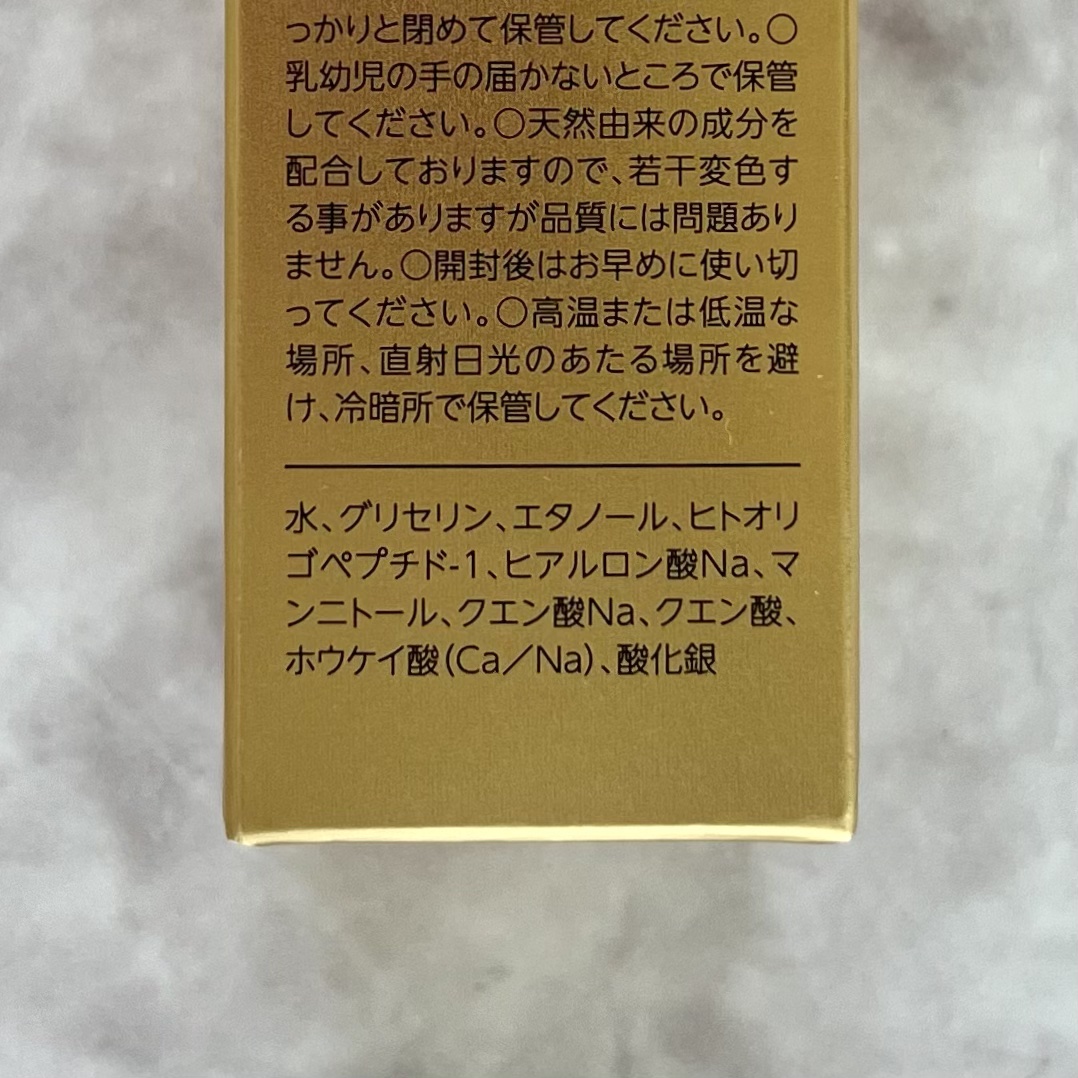 っかりと閉めて保管してください。○
乳幼児の手の届かないところで保管
してください。○天然由来の成分を
配合しておりますので、若干変色す
る事がありますが品質には問題あり
ません。○開封後はお早めに使い切
ってください。○高温または低温な
場所、直射日光のあたる場所を避
け、冷暗所で保管してください。
水、グリセリン、エタノール、ヒトオリ
ゴペプチド-1、ヒアルロン酸Na、マ
ンニトール、クエン酸Na、クエン酸、
ホウケイ酸(Ca／Na)、酸化銀